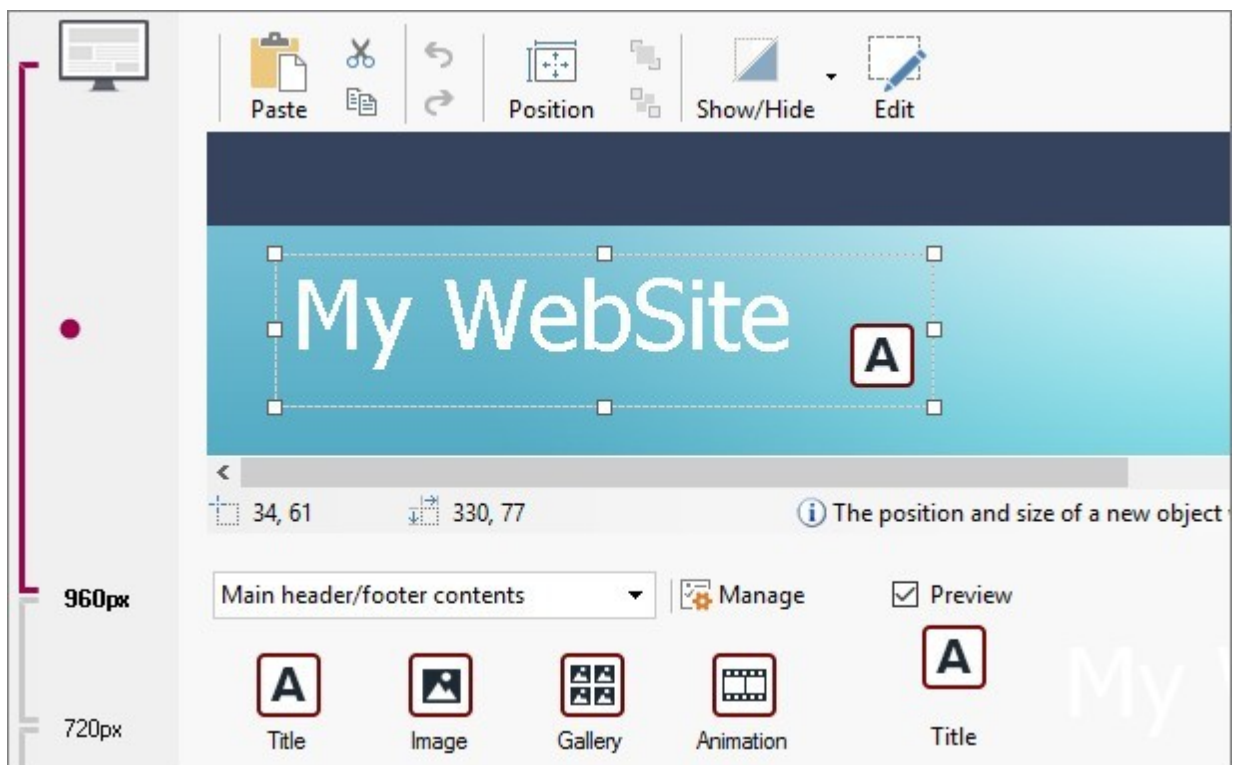 Paste
Position
Show/Hide
Edit
My WebSite
A
34, 61
330, 77
The position and size of a new object
960px
Main header/footer contents
Manage
Preview
A
A
My
720px
Title
Image
Gallery
Animation
Title